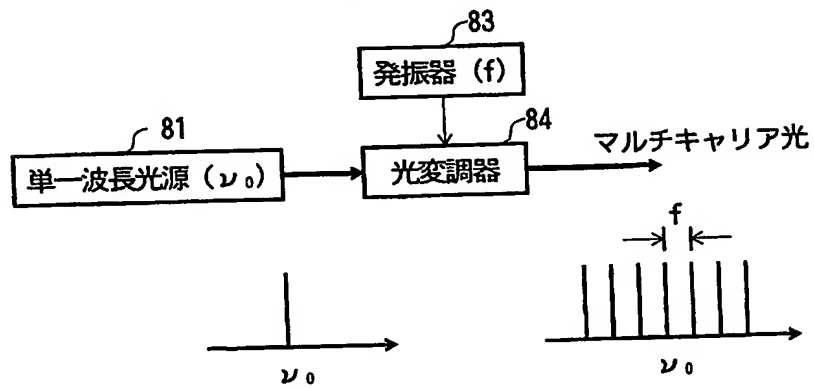 83
発振器（f）
81
84
マルチキャリア光
単一波長光源（ν₀）
光変調器
f
ν₀
ν₀